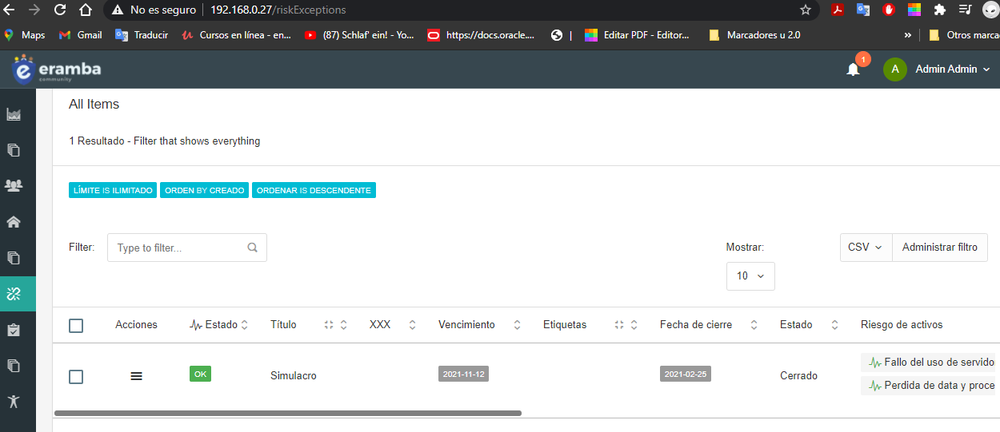 No es seguro | 192.168.0.27/riskExceptions
Maps Gmail Traducir Cursos en línea - en... (87) Schlaf' ein! - Yo... https://docs.oracle.... | Editar PDF - Editor... Marcadores u 2.0 » Otros marca
eramba
community
1
A Admin Admin
All Items
1 Resultado - Filter that shows everything
LÍMITE IS ILIMITADO ORDEN BY CREADO ORDENAR IS DESCENDENTE
Filter: Type to filter... Mostrar: CSV Administrar filtro
10
Acciones Estado Título XXX Vencimiento Etiquetas Fecha de cierre Estado Riesgo de activos
OK Simulacro 2021-11-12 2021-02-25 Cerrado Fallo del uso de servido
Perdida de data y proce